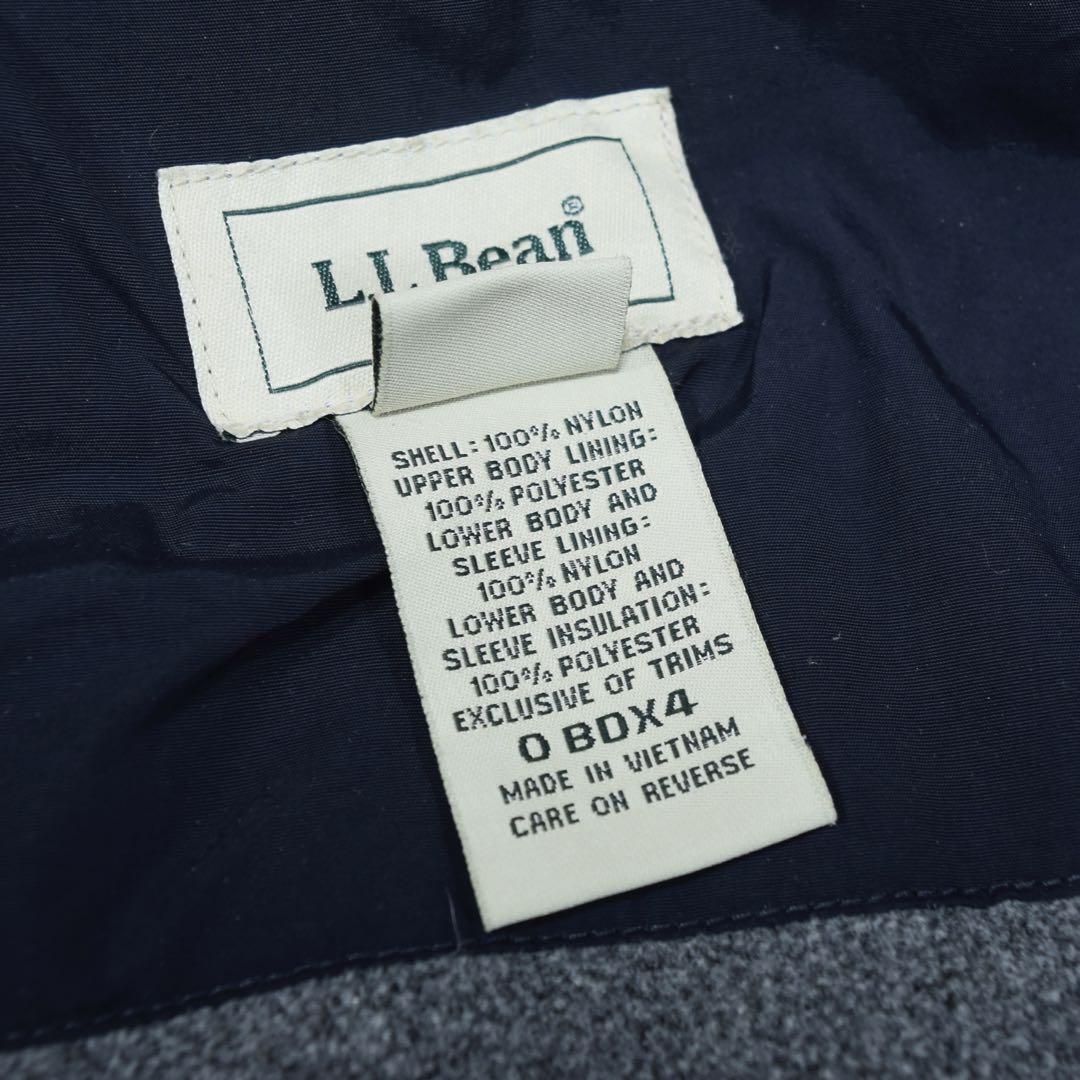 L.L.Bean®
SHELL: 100% NYLON
UPPER BODY LINING:
100% POLYESTER
LOWER BODY AND
SLEEVE LINING:
100% NYLON
LOWER BODY AND
SLEEVE INSULATION:
100% POLYESTER
EXCLUSIVE OF TRIMS
0 BDX4
MADE IN VIETNAM
CARE ON REVERSE